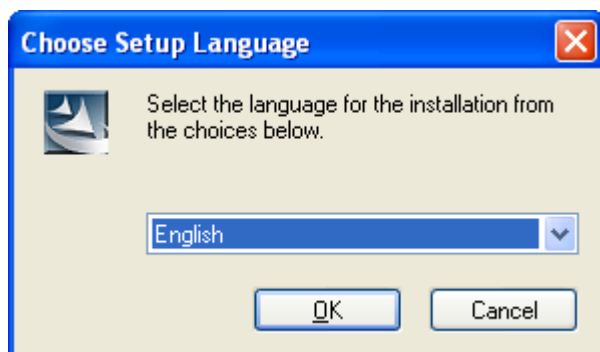 Choose Setup Language
Select the language for the installation from
the choices below.
English
OK
Cancel